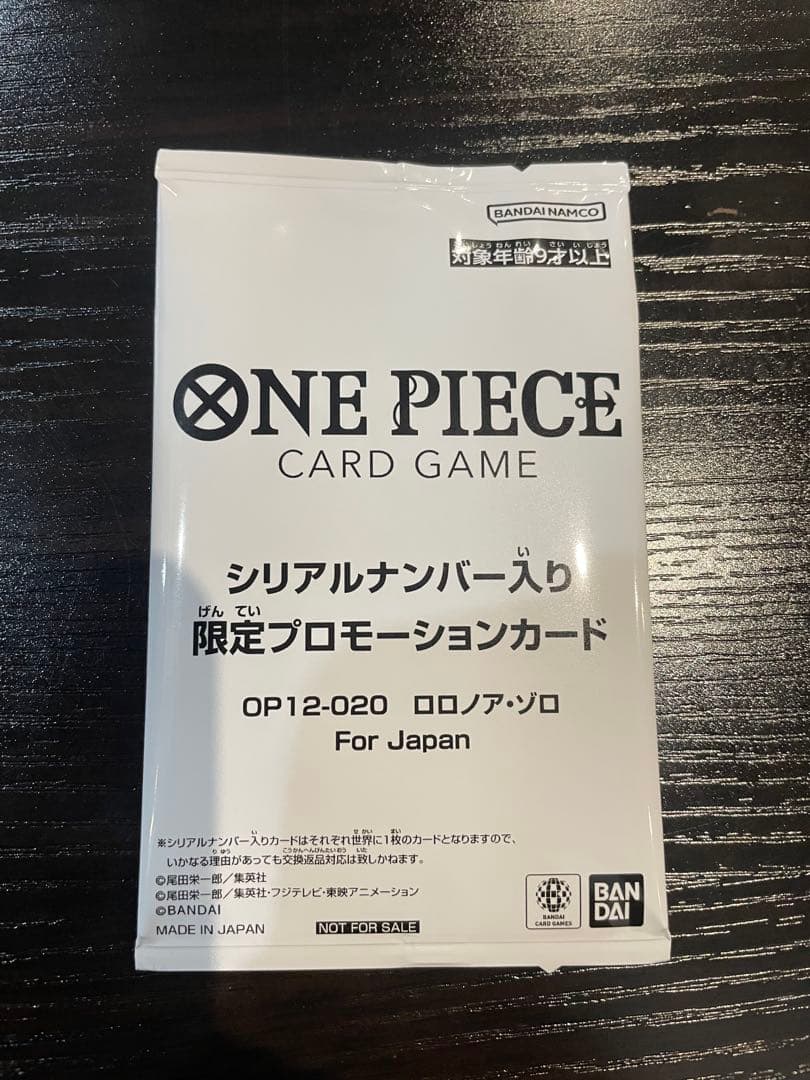 BANDAI NAMCO
対象年齢9才以上
ONE PIECE
CARD GAME
シリアルナンバー入り
限定プロモーションカード
OP12-020 ロロノア・ゾロ
For Japan
※シリアルナンバー入りカードはそれぞれ世界に1枚のカードとなりますので、
いかなる理由があっても交換返品対応は致しかねます。
©尾田栄一郎／集英社
©尾田栄一郎／集英社・フジテレビ・東映アニメーション
©BANDAI
MADE IN JAPAN NOT FOR SALE
BANDAI
CARD GAMES
BAN
DAI